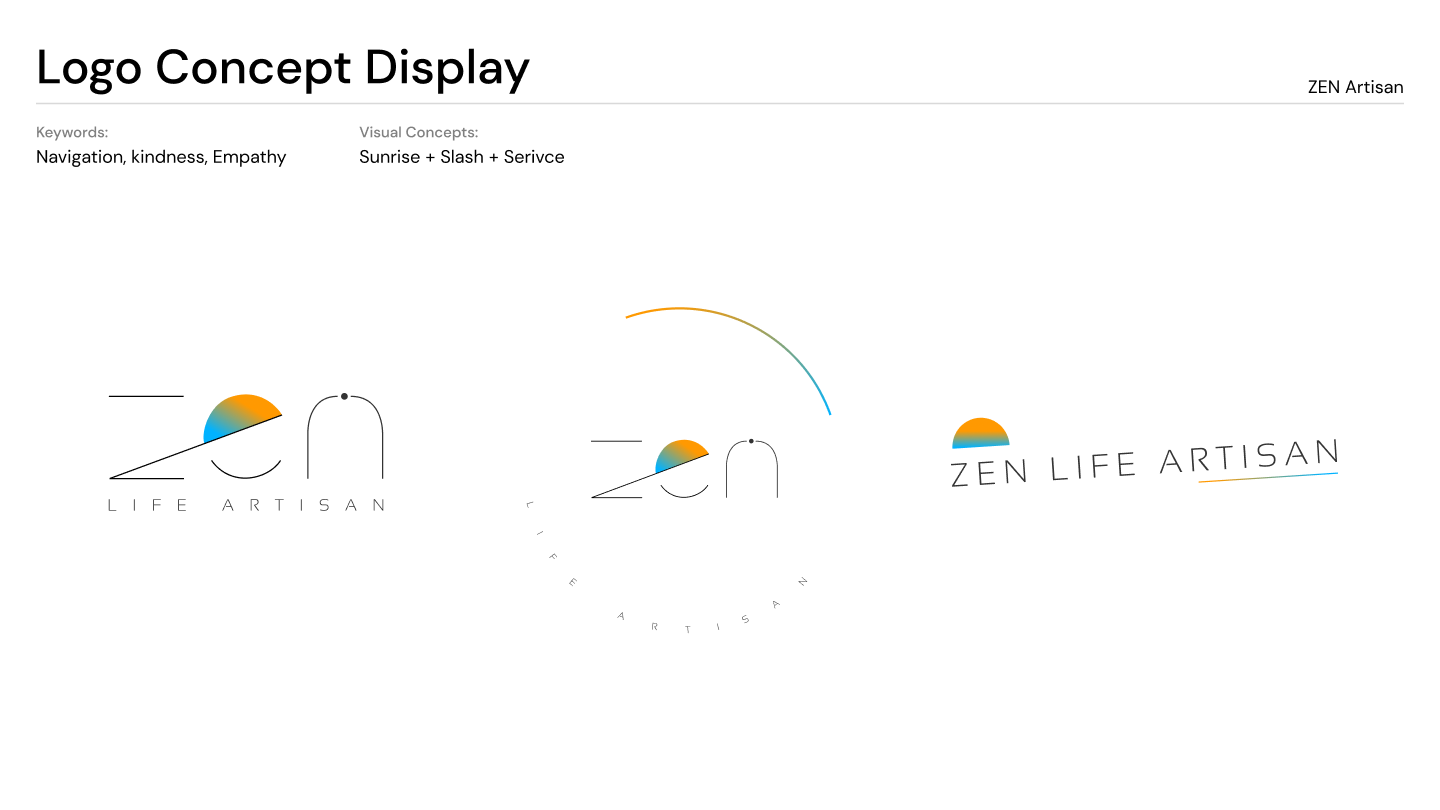 Logo Concept Display
ZEN Artisan
Keywords:
Visual Concepts:
Navigation, kindness, Empathy
Sunrise + Slash + Serivce
zen
LIFE ARTISAN
zen
LIFE ARTISAN
ZEN LIFE ARTISAN